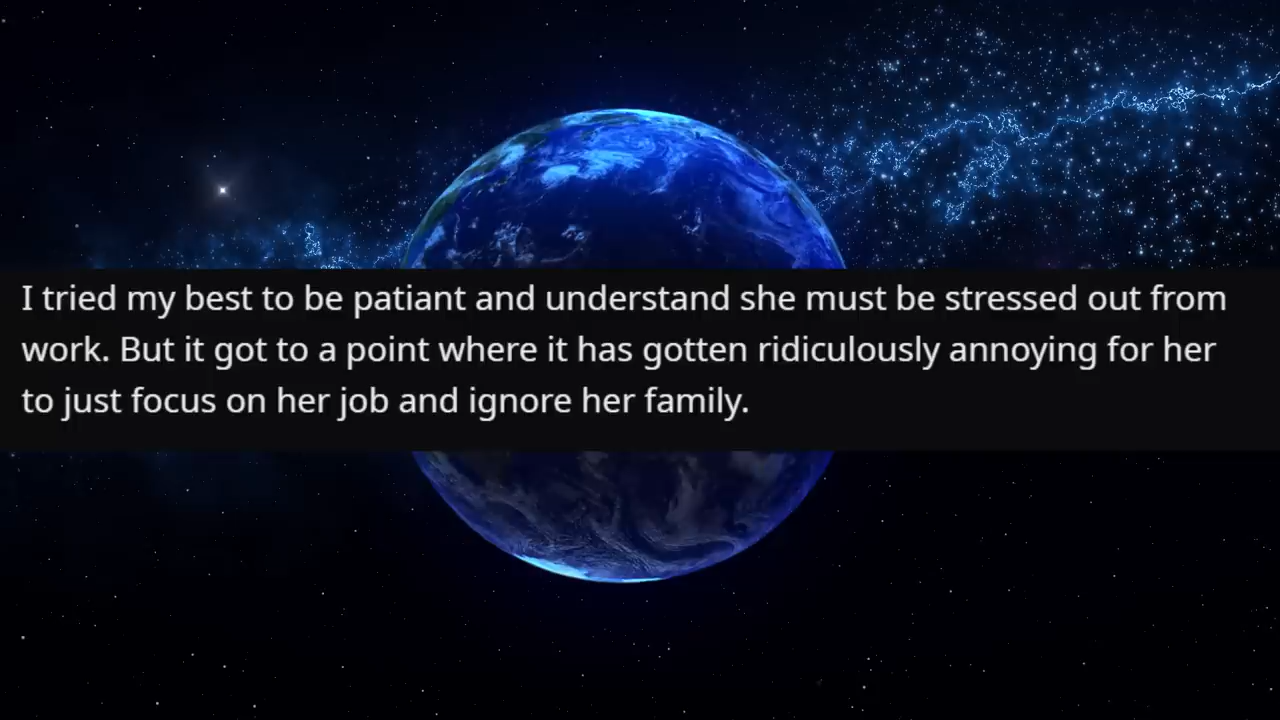 I tried my best to be patiant and understand she must be stressed out from
work. But it got to a point where it has gotten ridiculously annoying for her
to just focus on her job and ignore her family.